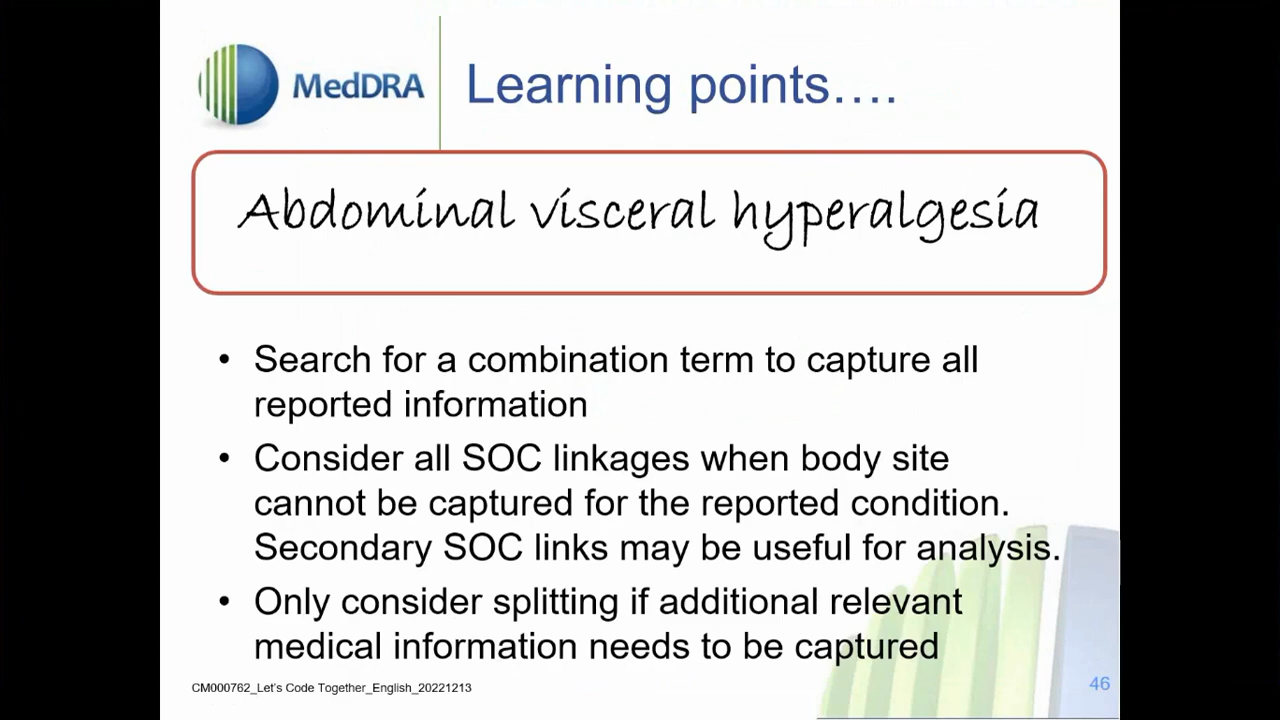 MedDRA
Learning points….
Abdominal visceral hyperalgesia
• Search for a combination term to capture all
reported information
• Consider all SOC linkages when body site
cannot be captured for the reported condition.
Secondary SOC links may be useful for analysis.
• Only consider splitting if additional relevant
medical information needs to be captured
CM000762_Let's Code Together_English_20221213
46